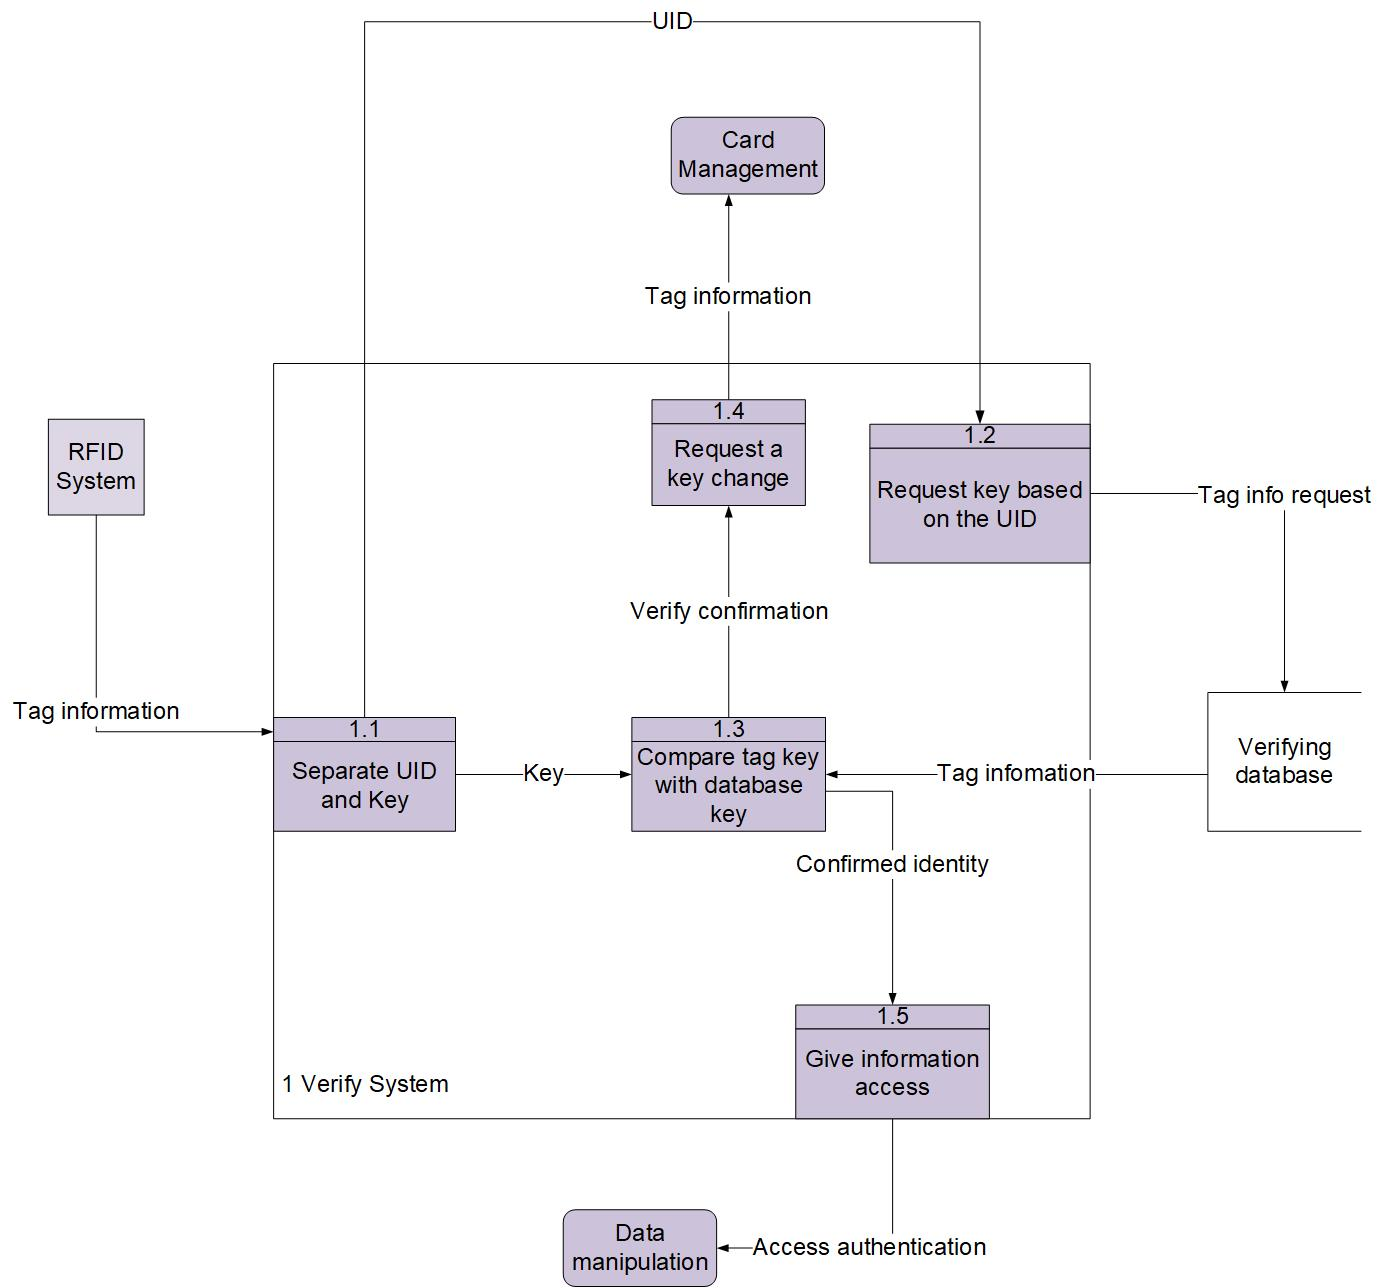 UID
Card
Management
Tag information
1.4
Request a
key change
1.2
Request key based
on the UID
RFID
System
Tag info request
Verify confirmation
Tag information
1.1
Separate UID
and Key
Key
1.3
Compare tag key
with database
key
Tag infomation
Verifying
database
Confirmed identity
1.5
Give information
access
1 Verify System
Data
manipulation
Access authentication